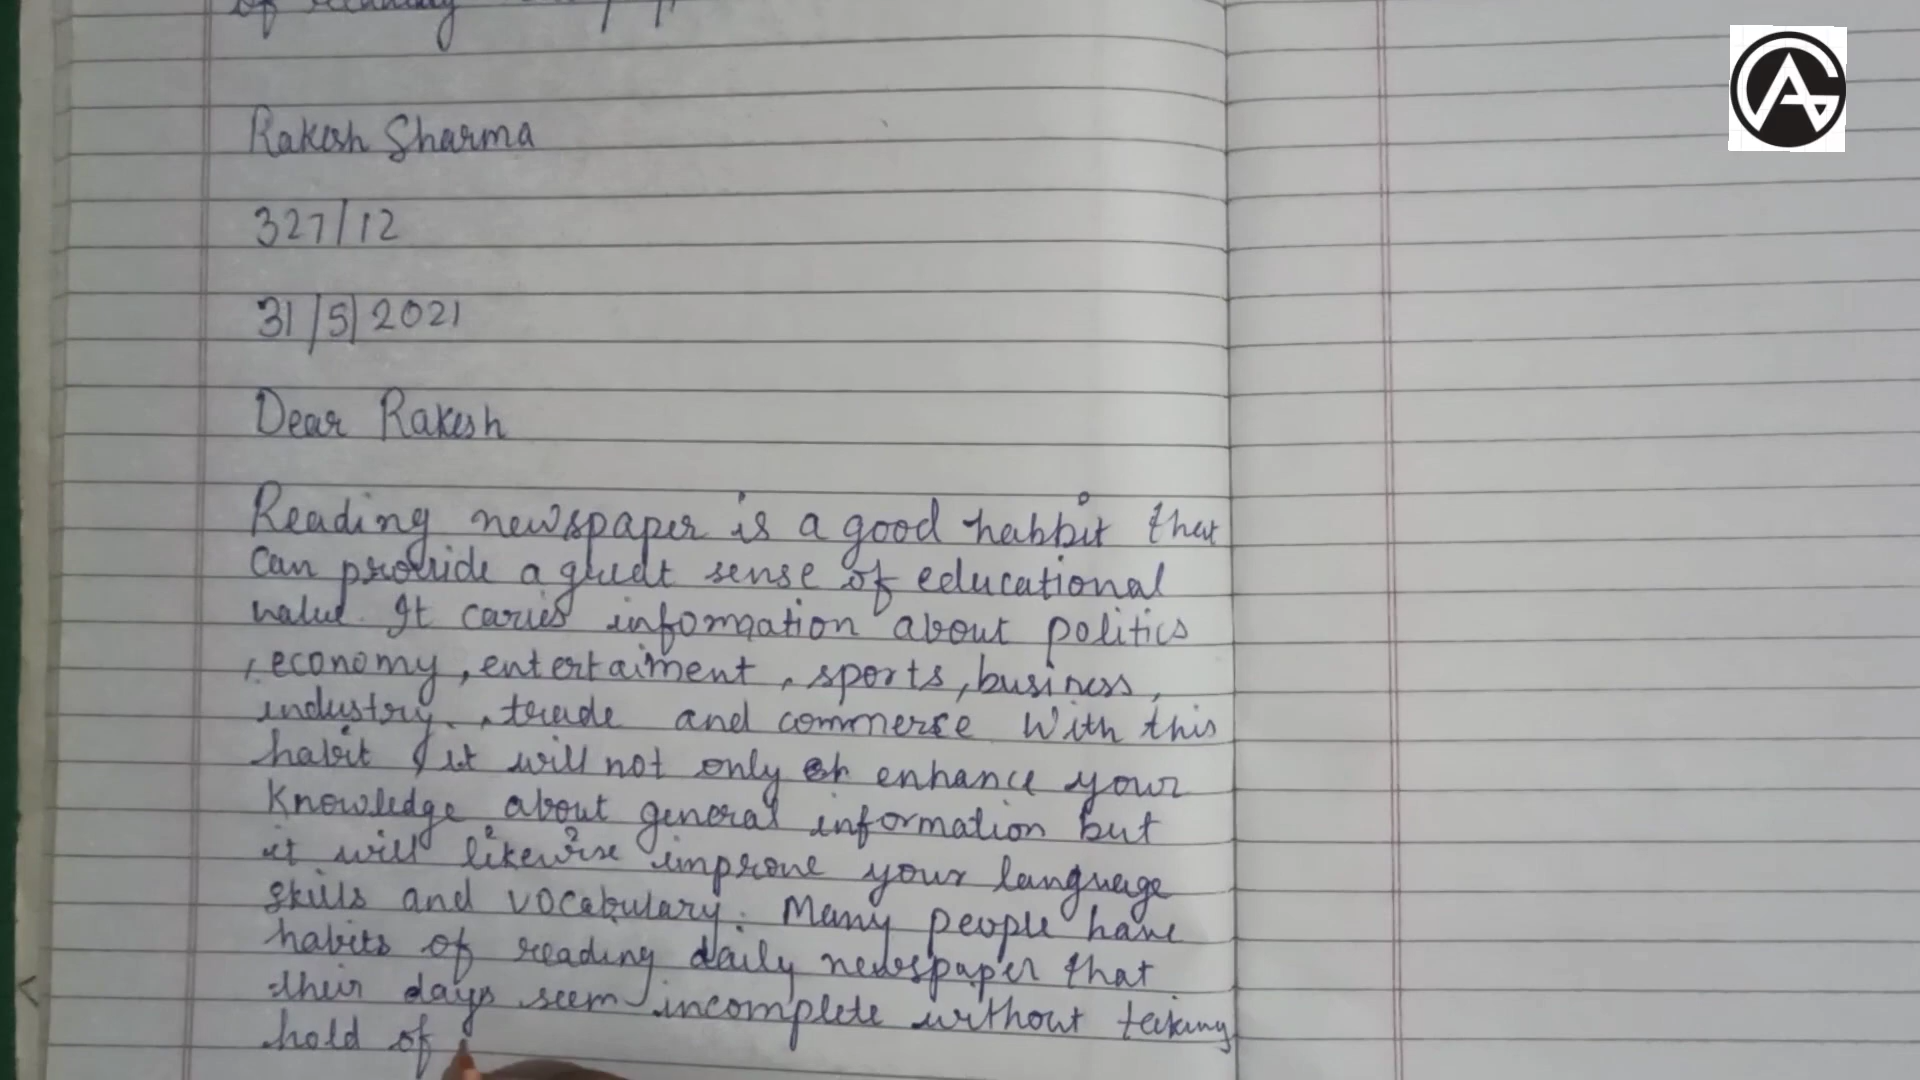 of reading
Rakesh Sharma
327/12
31/5/2021
Dear Rakesh
Reading newspaper is a good habbit that
can provide a great sense of educational
value. It caries infomation about politics
, economy, entertaiment, sports, business,
industry, trade and commerse With this
habit it will not only enhance your
knowledge about general information but
it will likewise improve your language
skills and vocabulary. Many people have
habits of reading daily newspaper that
their days seem incomplete without taking
hold of